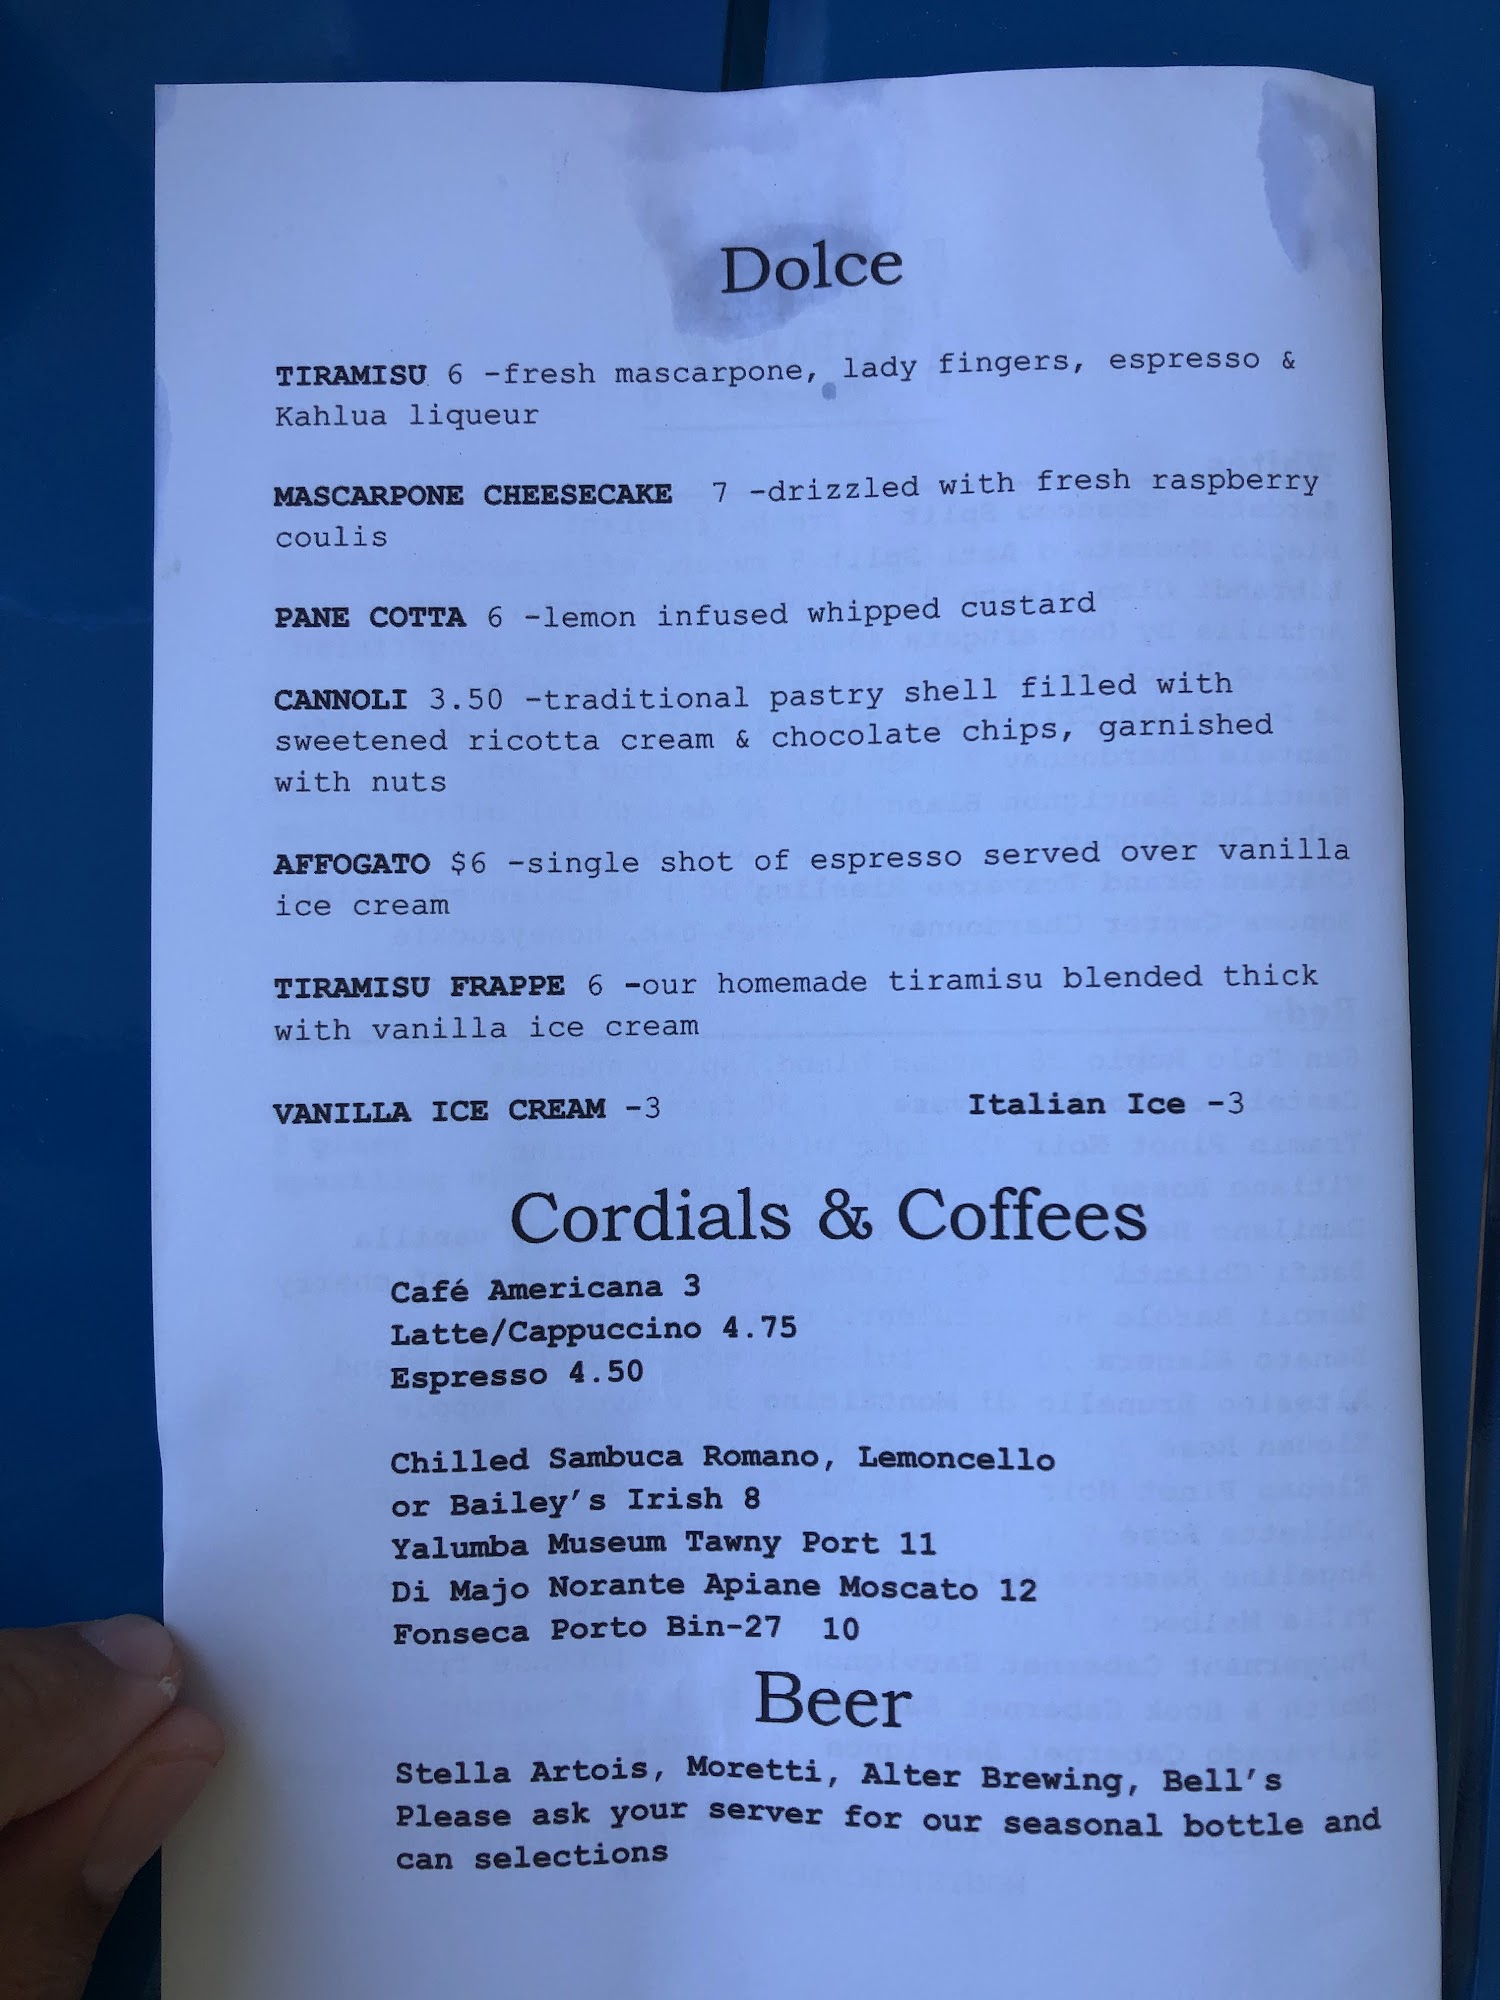 Dolce
TIRAMISU 6 -fresh mascarpone, lady fingers, espresso &
Kahlua liqueur
MASCARPONE CHEESECAKE 7 -drizzled with fresh raspberry
coulis
PANE COTTA 6 -lemon infused whipped custard
CANNOLI 3.50 -traditional pastry shell filled with
sweetened ricotta cream & chocolate chips, garnished
with nuts
AFFOGATO $6 -single shot of espresso served over vanilla
ice cream
TIRAMISU FRAPPE 6 -our homemade tiramisu blended thick
with vanilla ice cream
VANILLA ICE CREAM -3 Italian Ice -3
Cordials & Coffees
Café Americana 3
Latte/Cappuccino 4.75
Espresso 4.50
Chilled Sambuca Romano, Lemoncello
or Bailey's Irish 8
Yalumba Museum Tawny Port 11
Di Majo Norante Apiane Moscato 12
Fonseca Porto Bin-27 10
Beer
Stella Artois, Moretti, Alter Brewing, Bell's
Please ask your server for our seasonal bottle and
can selections